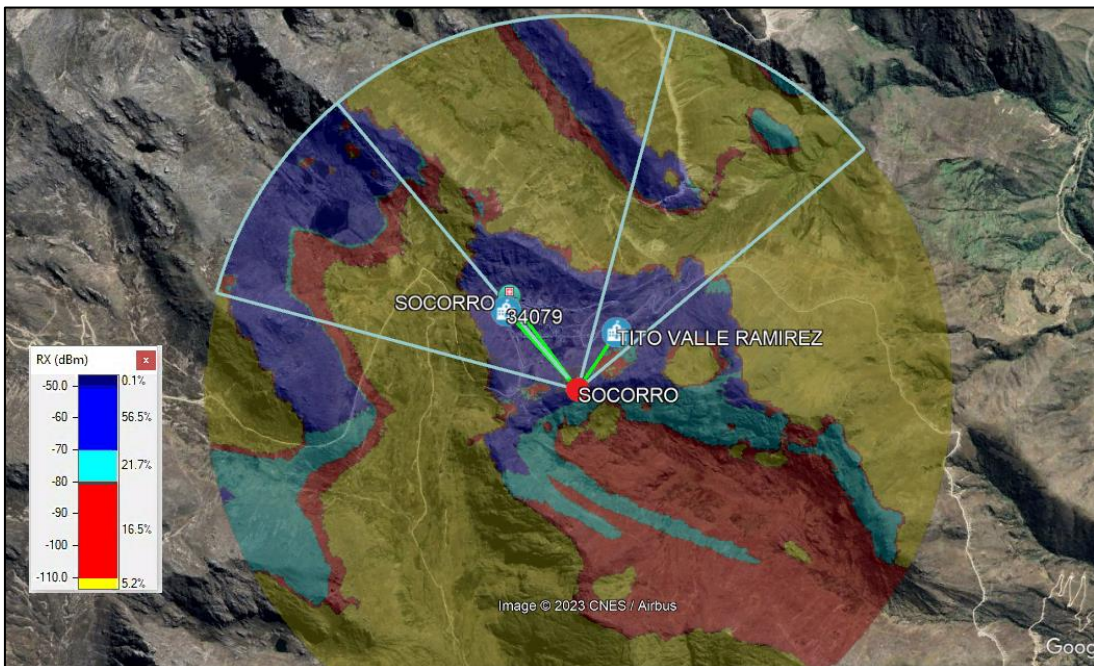 SOCORRO
34079
TITO VALLE RAMIREZ
SOCORRO
RX (dBm)
x
-50.0
0.1%
-60
56.5%
-70
21.7%
-80
-90
16.5%
-100
-110.0
5.2%
Image © 2023 CNES / Airbus
Goog